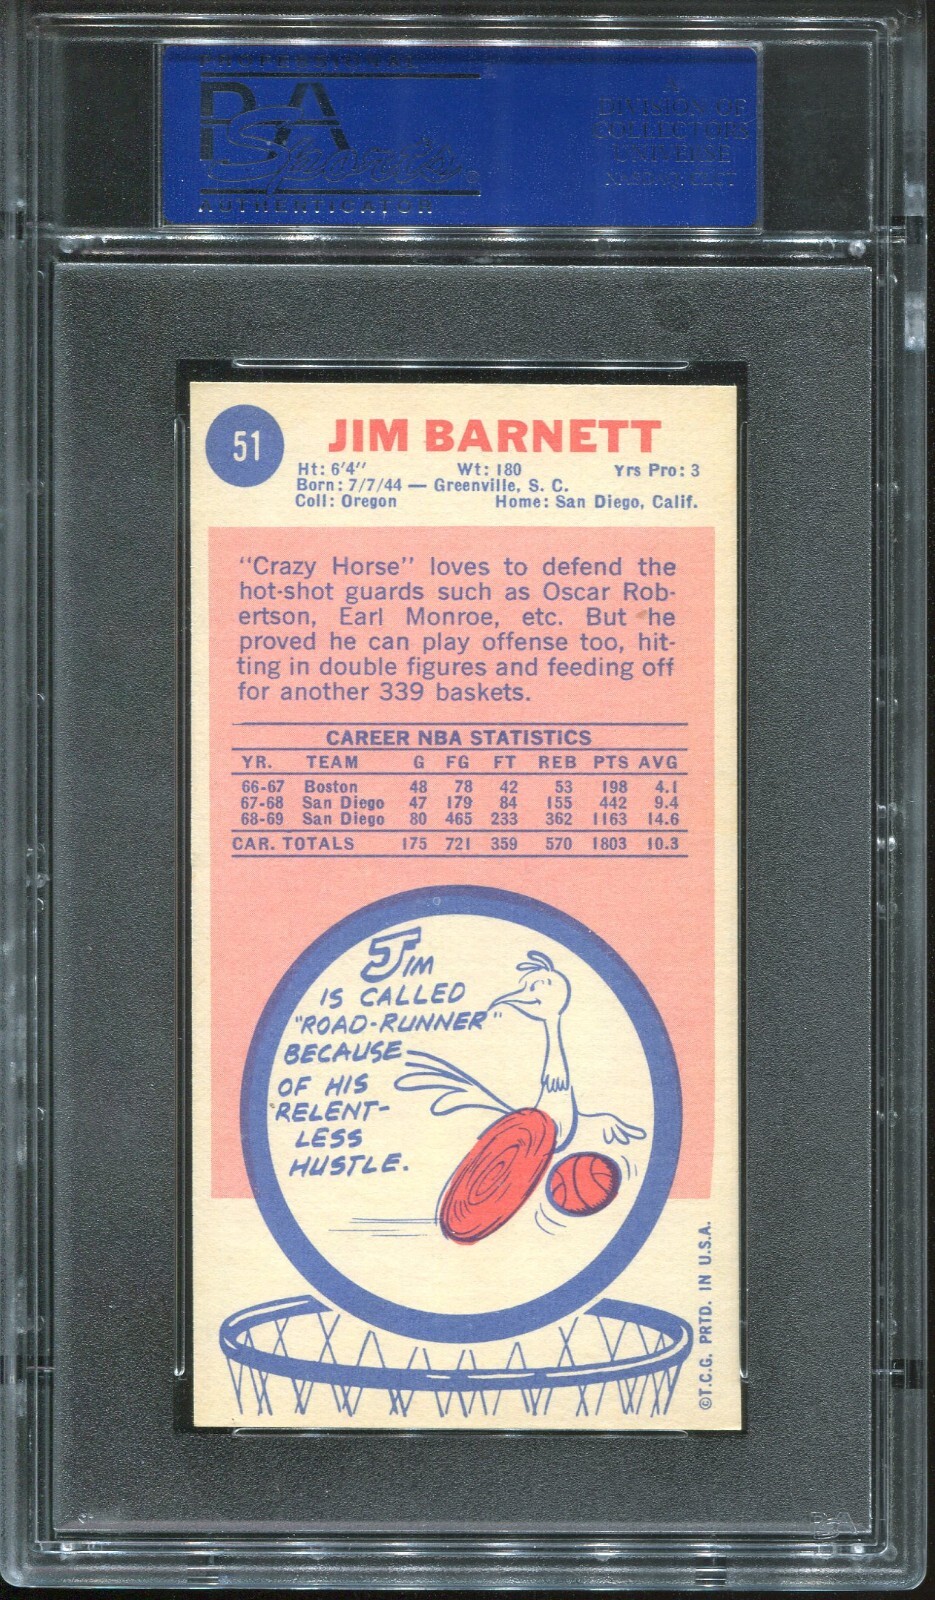 PROFESSIONAL
PSA
Sports
AUTHENTICATOR
A
DIVISION OF
COLLECTORS
UNIVERSE
NASDAQ: CLCT
51
JIM BARNETT
Ht: 6'4" Wt: 180 Yrs Pro: 3
Born: 7/7/44 — Greenville, S. C.
Coll: Oregon Home: San Diego, Calif.
"Crazy Horse" loves to defend the
hot-shot guards such as Oscar Rob-
ertson, Earl Monroe, etc. But he
proved he can play offense too, hit-
ting in double figures and feeding off
for another 339 baskets.
CAREER NBA STATISTICS
YR. TEAM G FG FT REB PTS AVG
66-67 Boston 48 78 42 53 198 4.1
67-68 San Diego 47 179 84 155 442 9.4
68-69 San Diego 80 465 233 362 1163 14.6
CAR. TOTALS 175 721 359 570 1803 10.3
JIM
IS CALLED
"ROAD-RUNNER"
BECAUSE
OF HIS
RELENT-
LESS
HUSTLE.
©T.C.G. PRTD. IN U.S.A.
PSA